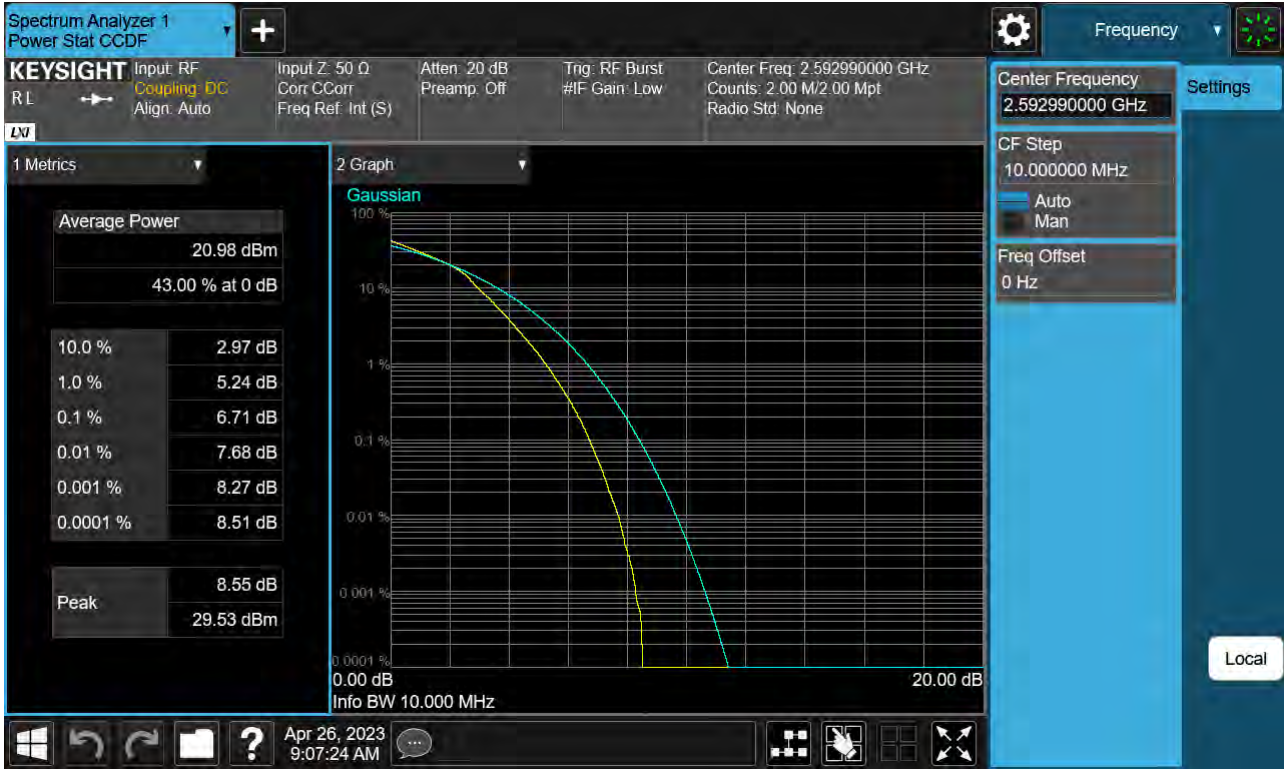 Spectrum Analyzer 1
Power Stat CCDF
Frequency
KEYSIGHT
R L
LXI
Input: RF
Coupling: DC
Align: Auto
Input Z: 50 Ω
Corr CCorr
Freq Ref: Int (S)
Atten: 20 dB
Preamp: Off
Trig: RF Burst
#IF Gain: Low
Center Freq: 2.592990000 GHz
Counts: 2.00 M/2.00 Mpt
Radio Std: None
Center Frequency
2.592990000 GHz
Settings
CF Step
10.000000 MHz
Auto
Man
Freq Offset
0 Hz
1 Metrics
Average Power
20.98 dBm
43.00 % at 0 dB
10.0 % 2.97 dB
1.0 % 5.24 dB
0.1 % 6.71 dB
0.01 % 7.68 dB
0.001 % 8.27 dB
0.0001 % 8.51 dB
Peak
8.55 dB
29.53 dBm
2 Graph
Gaussian
100 %
10 %
1 %
0.1 %
0.01 %
0.001 %
0.0001 %
0.00 dB 20.00 dB
Info BW 10.000 MHz
Local
Apr 26, 2023
9:07:24 AM